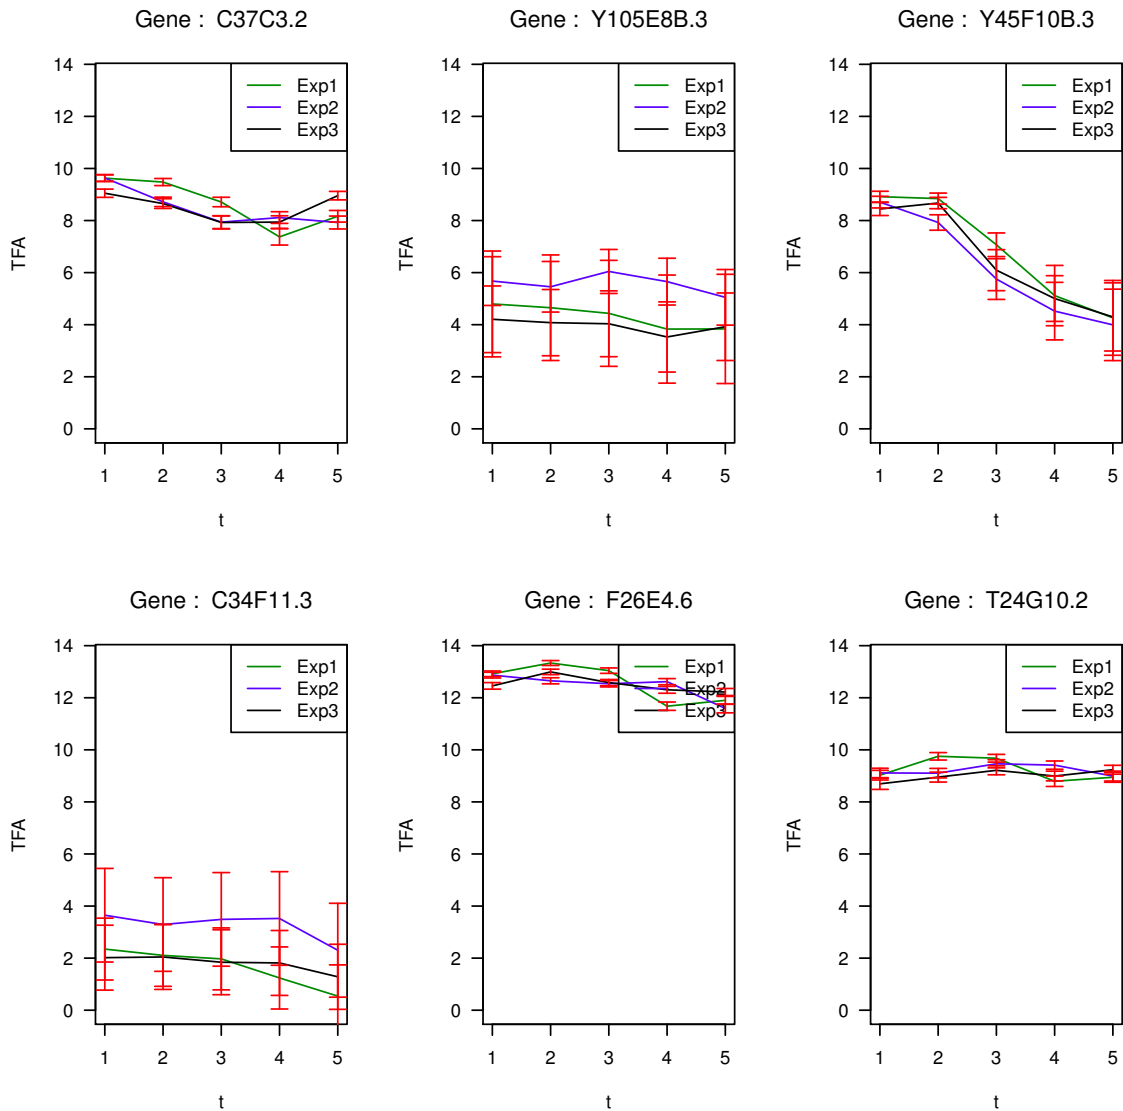 Gene :  C37C3.2
14
12
10
8
6
4
2
0
TFA
1 2 3 4 5
t
Exp1
Exp2
Exp3
Gene :  Y105E8B.3
14
12
10
8
6
4
2
0
TFA
1 2 3 4 5
t
Exp1
Exp2
Exp3
Gene :  Y45F10B.3
14
12
10
8
6
4
2
0
TFA
1 2 3 4 5
t
Exp1
Exp2
Exp3
Gene :  C34F11.3
14
12
10
8
6
4
2
0
TFA
1 2 3 4 5
t
Exp1
Exp2
Exp3
Gene :  F26E4.6
14
12
10
8
6
4
2
0
TFA
1 2 3 4 5
t
Exp1
Exp2
Exp3
Gene :  T24G10.2
14
12
10
8
6
4
2
0
TFA
1 2 3 4 5
t
Exp1
Exp2
Exp3